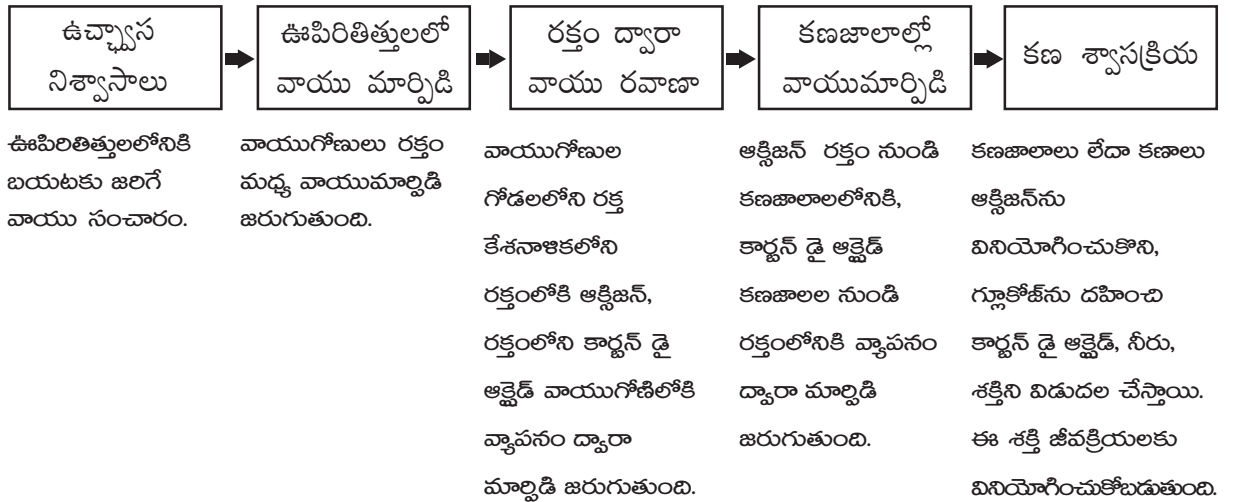 ఉచ్ఛ్వాస
నిశ్వాసాలు
ఊపిరితిత్తులలో
వాయు మార్పిడి
రక్తం ద్వారా
వాయు రవాణా
కణజాలాల్లో
వాయుమార్పిడి
కణ శ్వాసక్రియ
ఊపిరితిత్తులలోనికి
బయటకు జరిగే
వాయు సంచారం.
వాయుగోణులు రక్తం
మధ్య వాయుమార్పిడి
జరుగుతుంది.
వాయుగోణుల
గోడలలోని రక్త
కేశనాళికలోని
రక్తంలోకి ఆక్సిజన్,
రక్తంలోని కార్బన్ డై
ఆక్సైడ్ వాయుగోణిలోకి
వ్యాపనం ద్వారా
మార్పిడి జరుగుతుంది.
ఆక్సిజన్ రక్తం నుండి
కణజాలాలలోనికి,
కార్బన్ డై ఆక్సైడ్
కణజాలల నుండి
రక్తంలోనికి వ్యాపనం
ద్వారా మార్పిడి
జరుగుతుంది.
కణజాలాలు లేదా కణాలు
ఆక్సిజన్‌ను
వినియోగించుకొని,
గ్లూకోజ్‌ను దహించి
కార్బన్ డై ఆక్సైడ్, నీరు,
శక్తిని విడుదల చేస్తాయి.
ఈ శక్తి జీవక్రియలకు
వినియోగించుకోబడుతుంది.